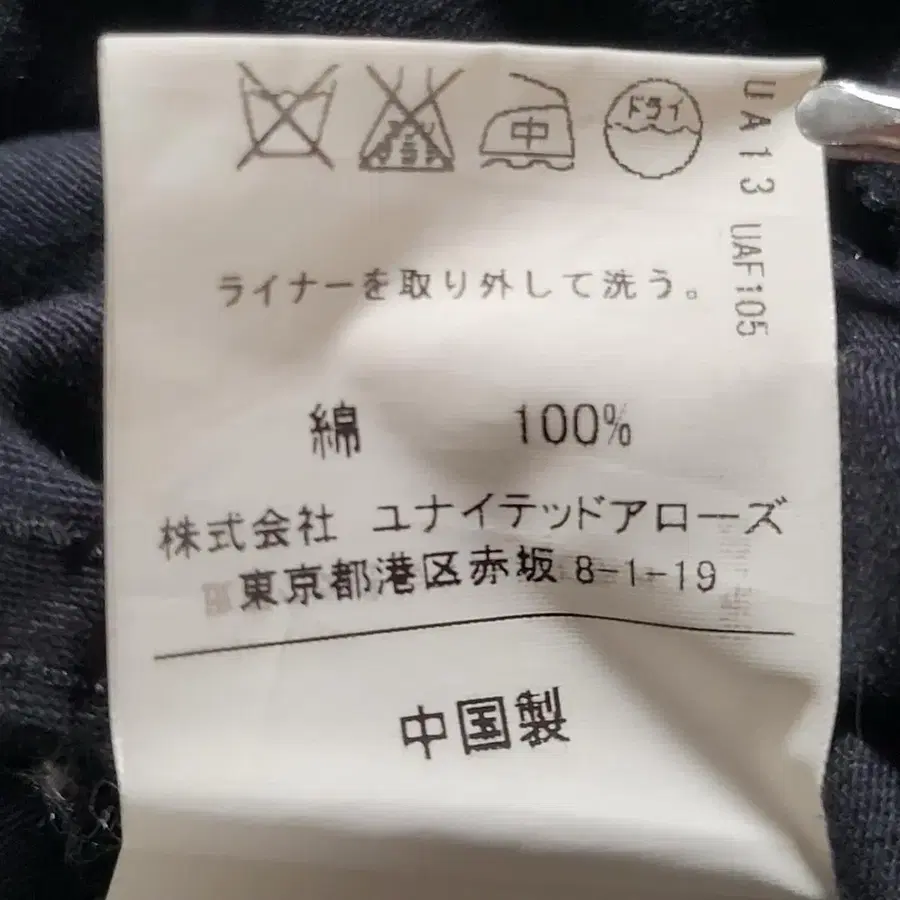 中
ドライ
UA13 UAF105
ライナーを取り外して洗う。
綿 100%
株式会社 ユナイテッドアローズ
東京都港区赤坂 8-1-19
中国製